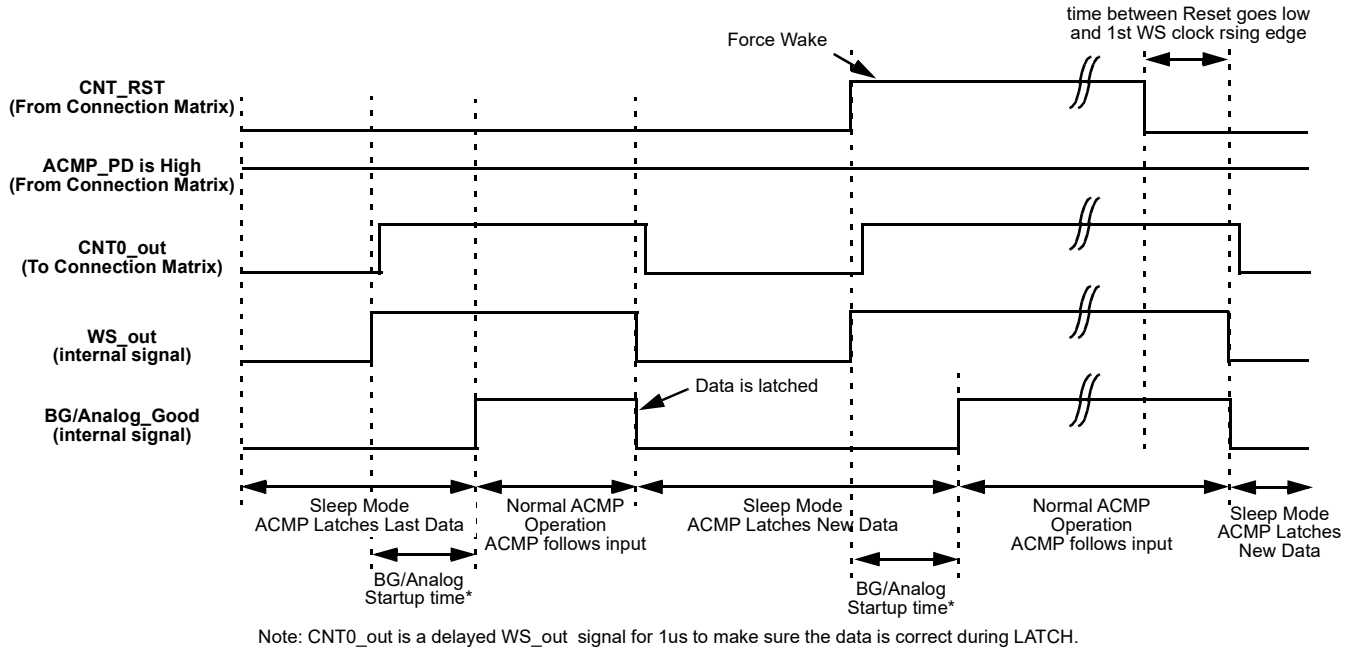 time between Reset goes low
and 1st WS clock rsing edge
Force Wake
CNT_RST
(From Connection Matrix)
ACMP_PD is High
(From Connection Matrix)
CNT0_out
(To Connection Matrix)
WS_out
(internal signal)
Data is latched
BG/Analog_Good
(internal signal)
Sleep Mode
ACMP Latches Last Data
Normal ACMP
Operation
ACMP follows input
Sleep Mode
ACMP Latches New Data
Normal ACMP
Operation
ACMP follows input
Sleep Mode
ACMP Latches
New Data
BG/Analog
Startup time*
BG/Analog
Startup time*
Note: CNT0_out is a delayed WS_out signal for 1us to make sure the data is correct during LATCH.